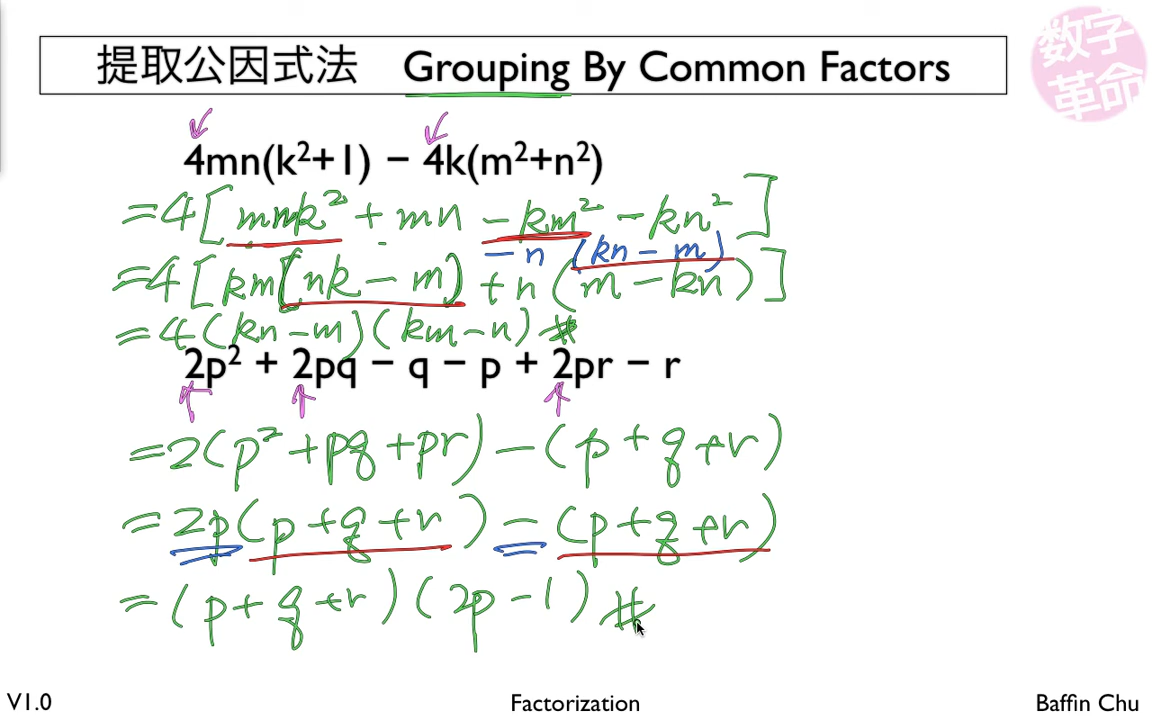 提取公因式法 Grouping By Common Factors
数字
革命
4mn(k²+1) − 4k(m²+n²)
=4[mnk²+mn−km²−kn²]
−n(kn−m)
=4[km(nk−m)+n(m−kn)]
=4(kn−m)(km−n)#
2p² + 2pq − q − p + 2pr − r
=2(p²+pq+pr)−(p+q+r)
=2p(p+q+r)−(p+q+r)
=(p+q+r)(2p−1)#
V1.0 Factorization Baffin Chu